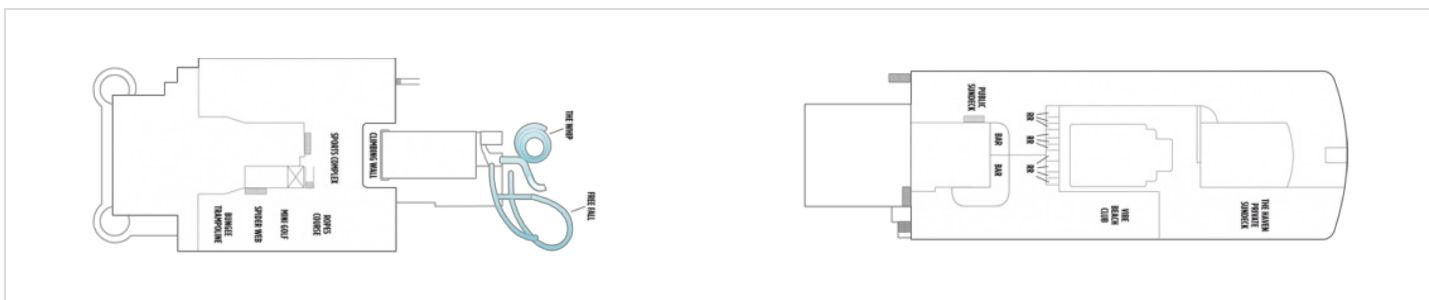 THE WHIP
FREE FALL
CLIMBING WALL
SPORTS COMPLEX
ROPES
COURSE
MINI GOLF
SPIDER WEB
BUNGEE
TRAMPOLINE
PUBLIC
SUNDECK
BAR
BAR
RR
RR
RR
VIBE
BEACH
CLUB
THE HAVEN
PRIVATE
SUNDECK